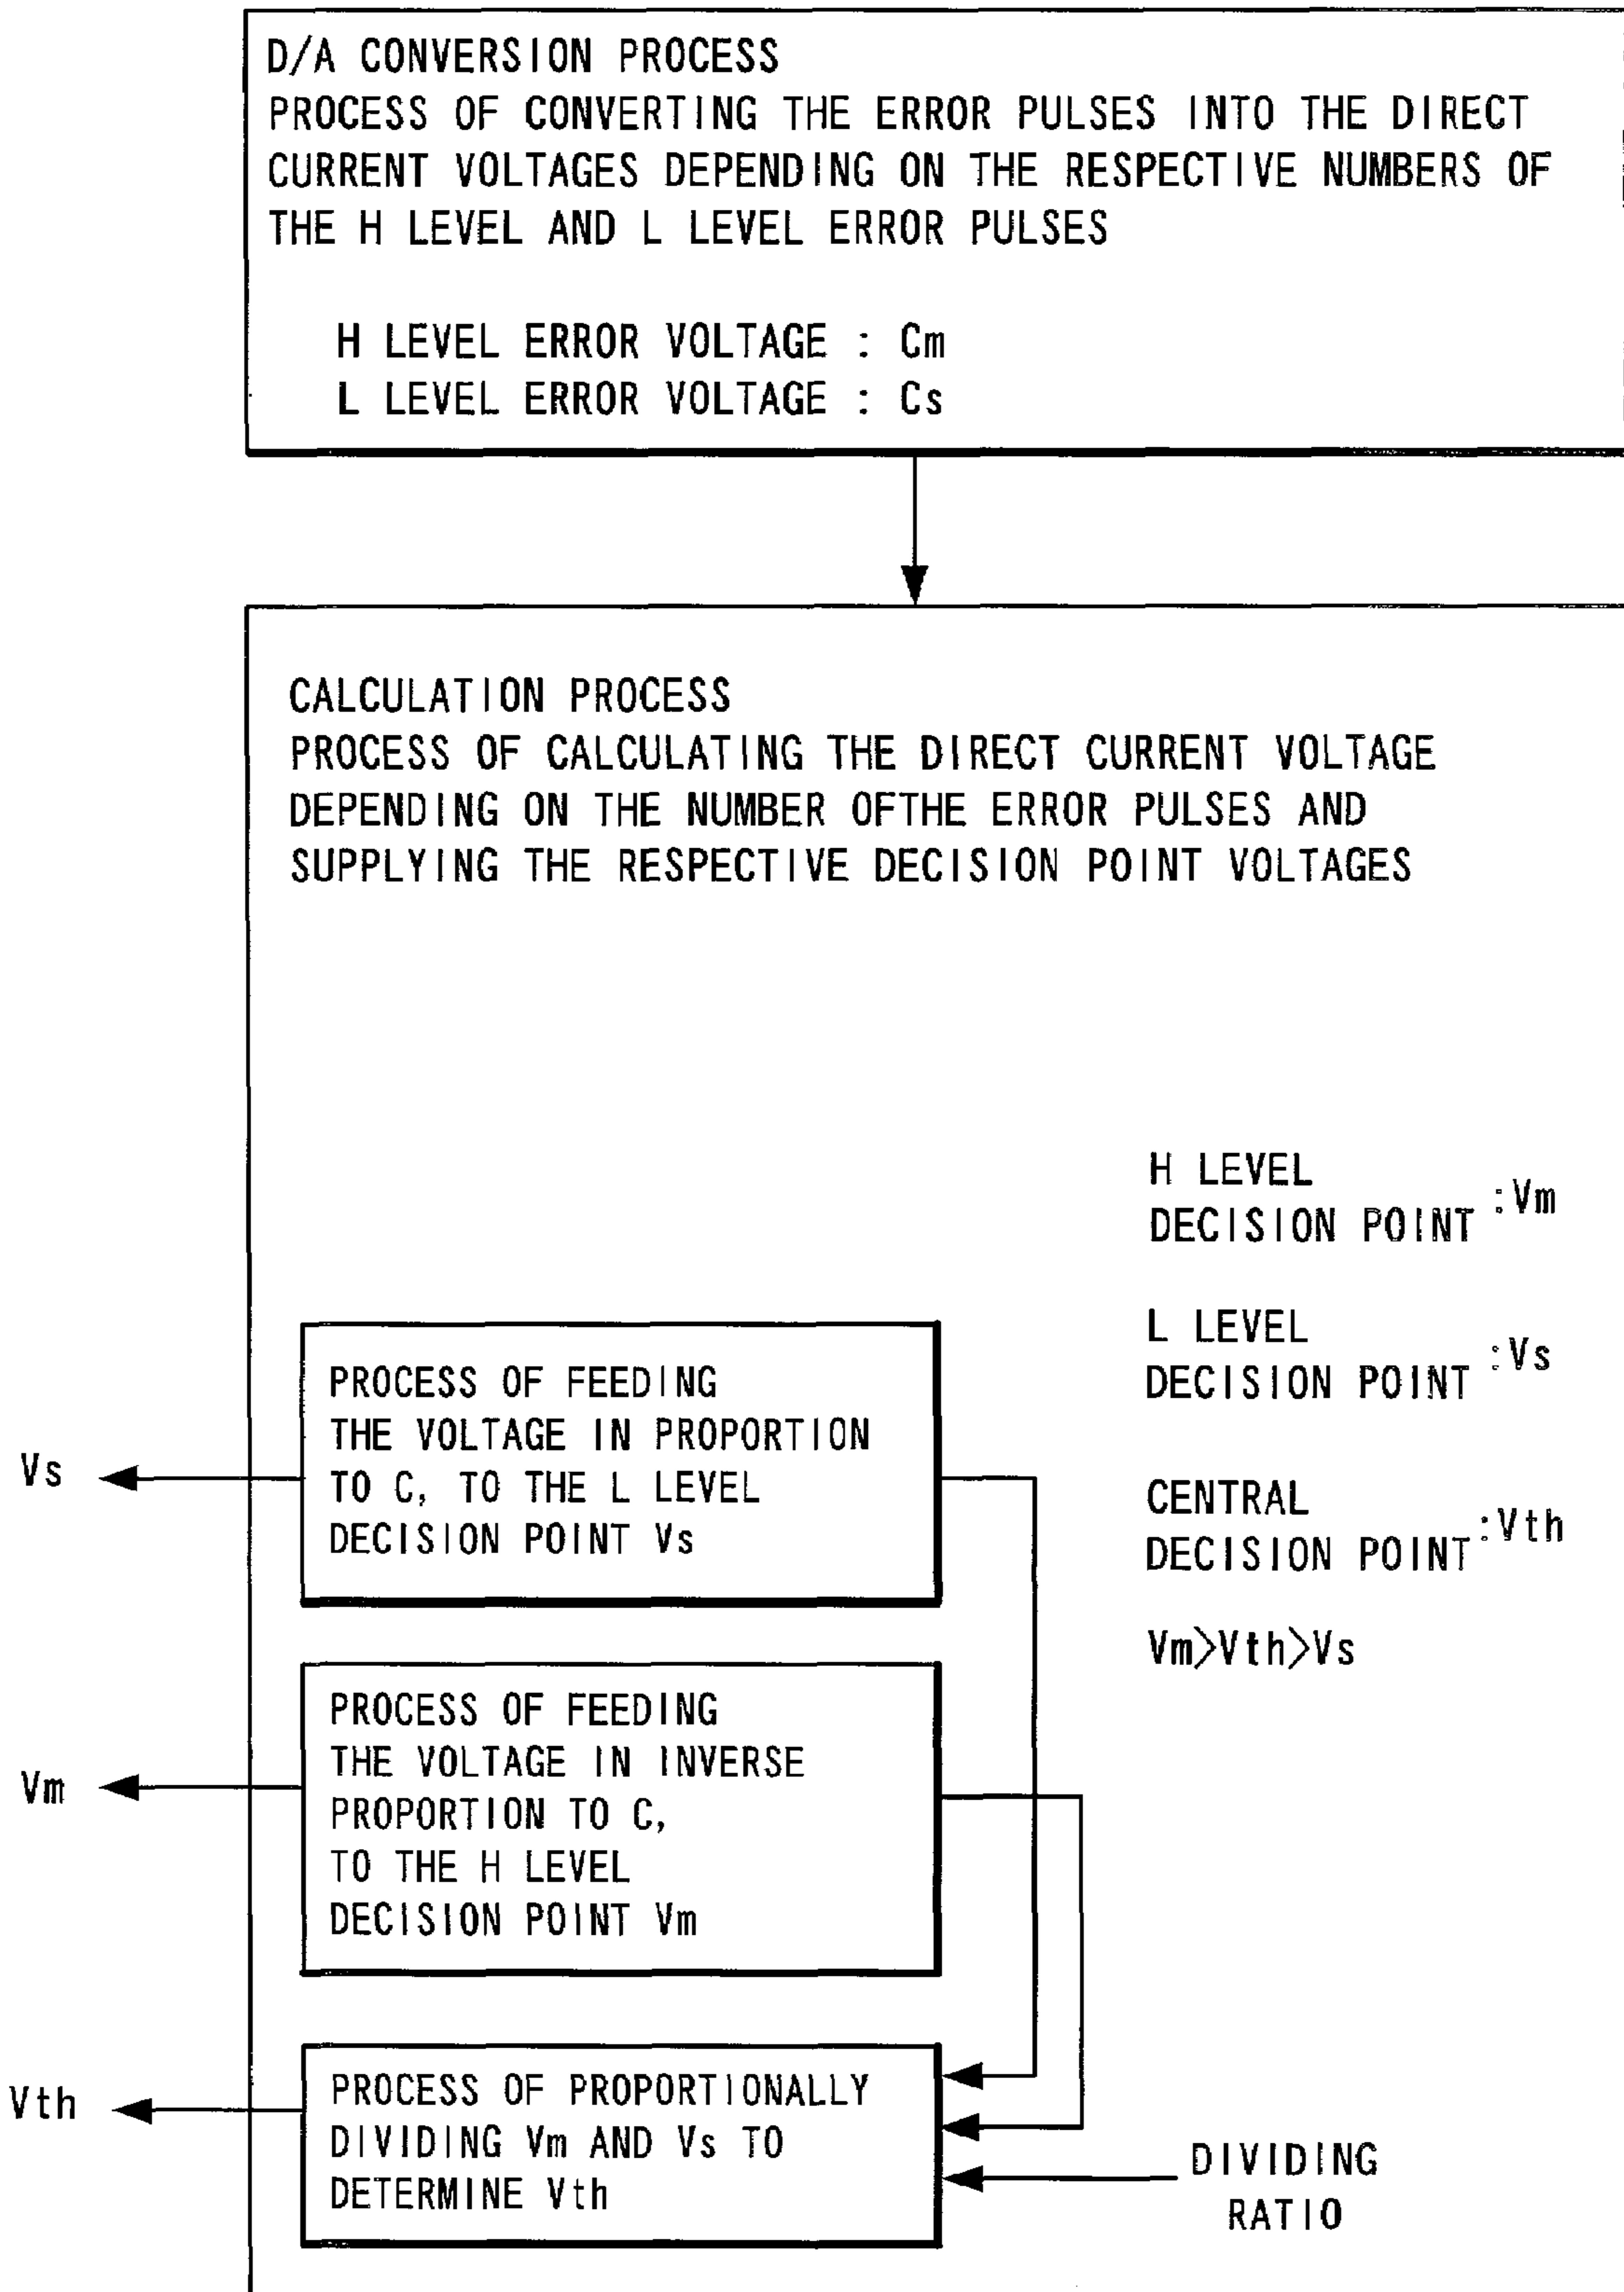 D/A CONVERSION PROCESS
PROCESS OF CONVERTING THE ERROR PULSES INTO THE DIRECT
CURRENT VOLTAGES DEPENDING ON THE RESPECTIVE NUMBERS OF
THE H LEVEL AND L LEVEL ERROR PULSES
H LEVEL ERROR VOLTAGE : Cm
L LEVEL ERROR VOLTAGE : Cs
CALCULATION PROCESS
PROCESS OF CALCULATING THE DIRECT CURRENT VOLTAGE
DEPENDING ON THE NUMBER OFTHE ERROR PULSES AND
SUPPLYING THE RESPECTIVE DECISION POINT VOLTAGES
H LEVEL
DECISION POINT :Vm
L LEVEL
DECISION POINT :Vs
CENTRAL
DECISION POINT :Vth
Vm>Vth>Vs
Vs
PROCESS OF FEEDING
THE VOLTAGE IN PROPORTION
TO C, TO THE L LEVEL
DECISION POINT Vs
Vm
PROCESS OF FEEDING
THE VOLTAGE IN INVERSE
PROPORTION TO C,
TO THE H LEVEL
DECISION POINT Vm
Vth
PROCESS OF PROPORTIONALLY
DIVIDING Vm AND Vs TO
DETERMINE Vth
DIVIDING
RATIO